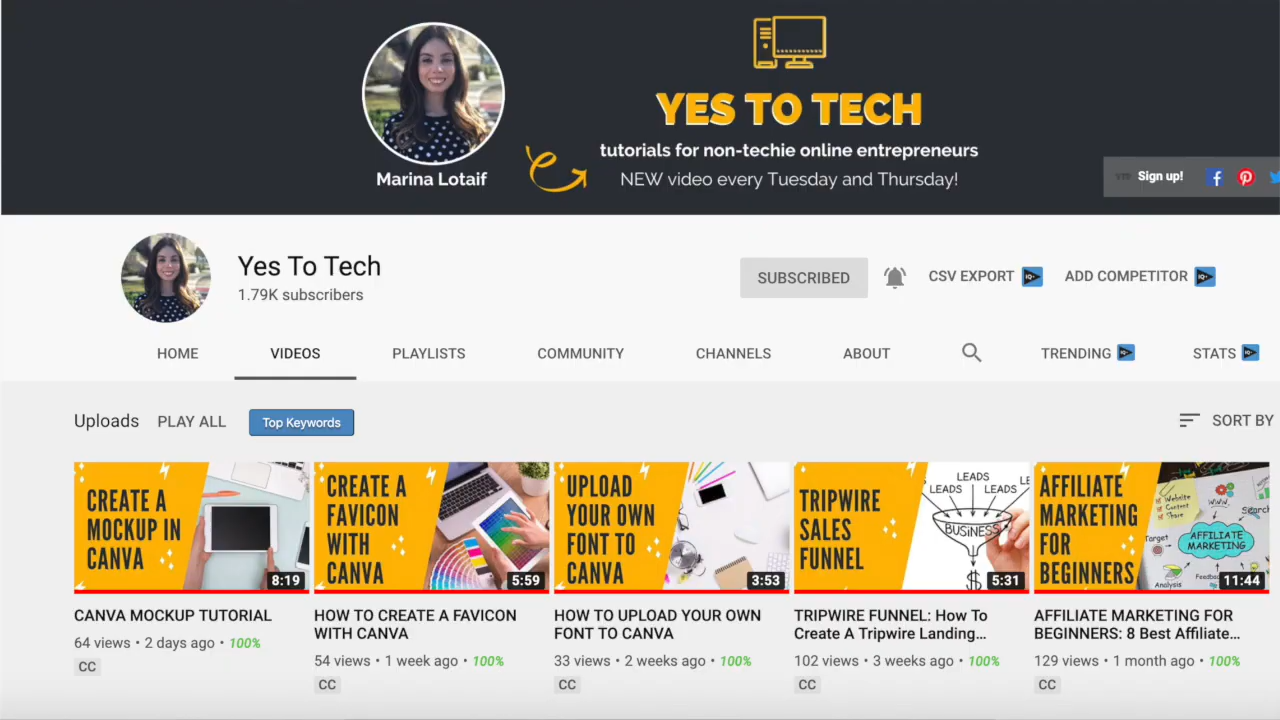 YES TO TECH
tutorials for non-techie online entrepreneurs
NEW video every Tuesday and Thursday!
Marina Lotaif
Sign up!
Yes To Tech
1.79K subscribers
SUBSCRIBED
CSV EXPORT
ADD COMPETITOR
HOME
VIDEOS
PLAYLISTS
COMMUNITY
CHANNELS
ABOUT
TRENDING
STATS
Uploads
PLAY ALL
Top Keywords
SORT BY
CREATE A
MOCKUP IN
CANVA
8:19
CREATE A
FAVICON
WITH
CANVA
5:59
UPLOAD
YOUR OWN
FONT TO
CANVA
3:53
TRIPWIRE
SALES
FUNNEL
LEADS
LEADS
LEADS
BUSINESS
$
5:31
AFFILIATE
MARKETING
FOR
BEGINNERS
Website
Content
Share
WWW.
Search
Target
AFFILIATE
MARKETING
Analysis
11:44
CANVA MOCKUP TUTORIAL
64 views • 2 days ago • 100%
CC
HOW TO CREATE A FAVICON
WITH CANVA
54 views • 1 week ago • 100%
CC
HOW TO UPLOAD YOUR OWN
FONT TO CANVA
33 views • 2 weeks ago • 100%
CC
TRIPWIRE FUNNEL: How To
Create A Tripwire Landing...
102 views • 3 weeks ago • 100%
CC
AFFILIATE MARKETING FOR
BEGINNERS: 8 Best Affiliate...
129 views • 1 month ago • 100%
CC